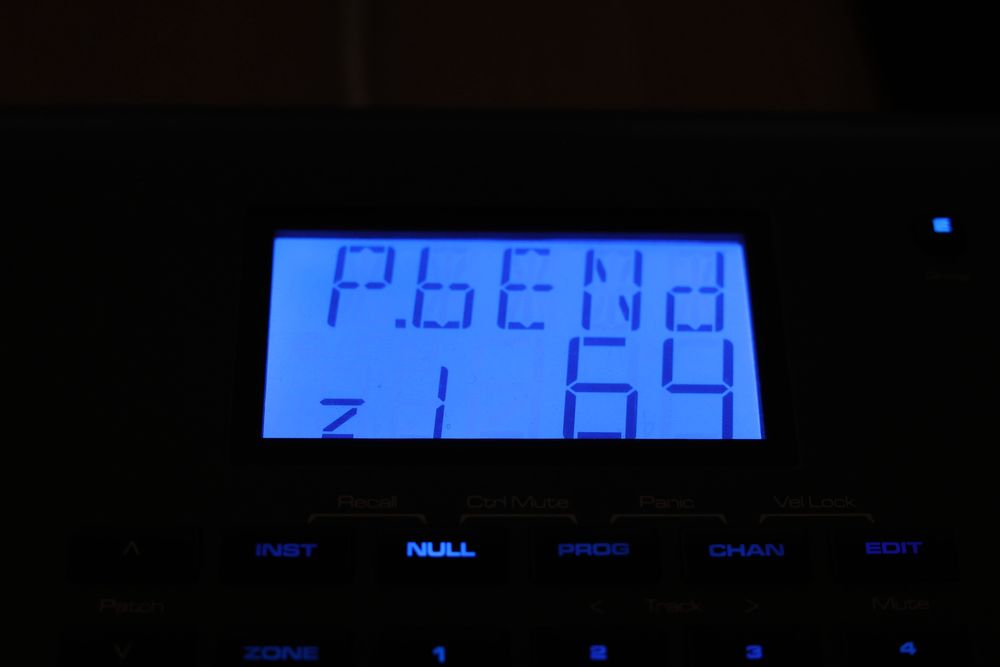 P.bENd
z1 64
Recall Ctrl Mute Panic Vel Lock
INST NULL PROG CHAN EDIT
Patch < Track > Mute
ZONE 1 2 3 4